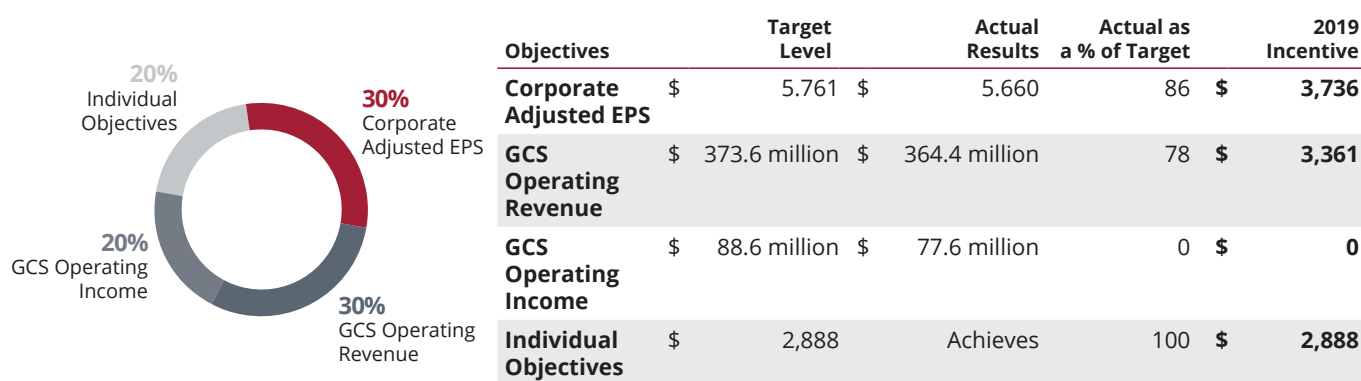 20%
Individual
Objectives
30%
Corporate
Adjusted EPS
20%
GCS Operating
Income
30%
GCS Operating
Revenue
Objectives Target Level Actual Results Actual as a % of Target 2019 Incentive
Corporate $ 5.761 $ 5.660 86 $ 3,736
Adjusted EPS
GCS $ 373.6 million $ 364.4 million 78 $ 3,361
Operating
Revenue
GCS $ 88.6 million $ 77.6 million 0 $ 0
Operating
Income
Individual $ 2,888 Achieves 100 $ 2,888
Objectives